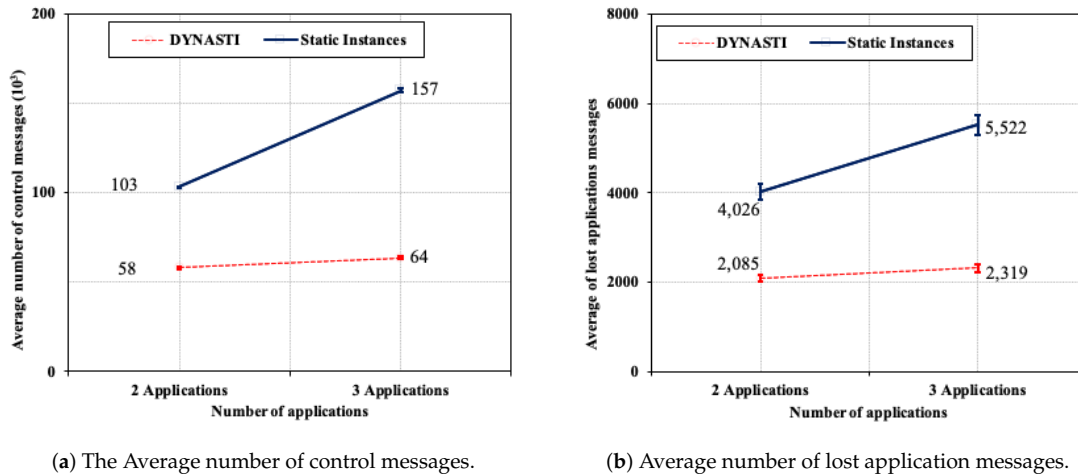 200
DYNASTI
Static Instances
157
103
100
64
58
0
2 Applications
3 Applications
Number of applications
Average number of control messages (10³)
(a) The Average number of control messages.
8000
DYNASTI
Static Instances
6000
5,522
4000
4,026
2,085
2000
2,319
0
2 Applications
3 Applications
Number of applications
Average of lost applications messages
(b) Average number of lost application messages.